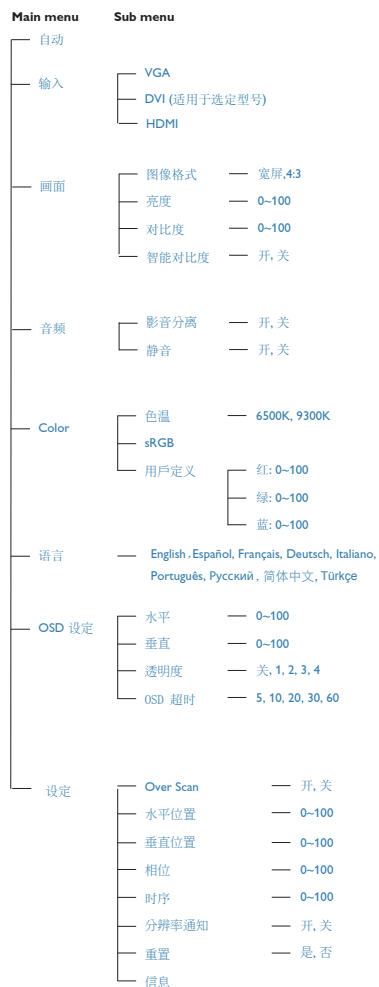 Main menu Sub menu
自动
输入 VGA
DVI (适用于选定型号)
HDMI
画面 图像格式 宽屏,4:3
亮度 0~100
对比度 0~100
智能对比度 开, 关
音频 影音分离 开, 关
静音 开, 关
Color 色温 6500K, 9300K
sRGB
用戶定义 红: 0~100
绿: 0~100
蓝: 0~100
语言 English , Español, Français, Deutsch, Italiano,
Português, Русский , 简体中文, Türkçe
OSD 设定 水平 0~100
垂直 0~100
透明度 关, 1, 2, 3, 4
OSD 超时 5, 10, 20, 30, 60
设定 Over Scan 开, 关
水平位置 0~100
垂直位置 0~100
相位 0~100
时序 0~100
分辨率通知 开, 关
重置 是, 否
信息